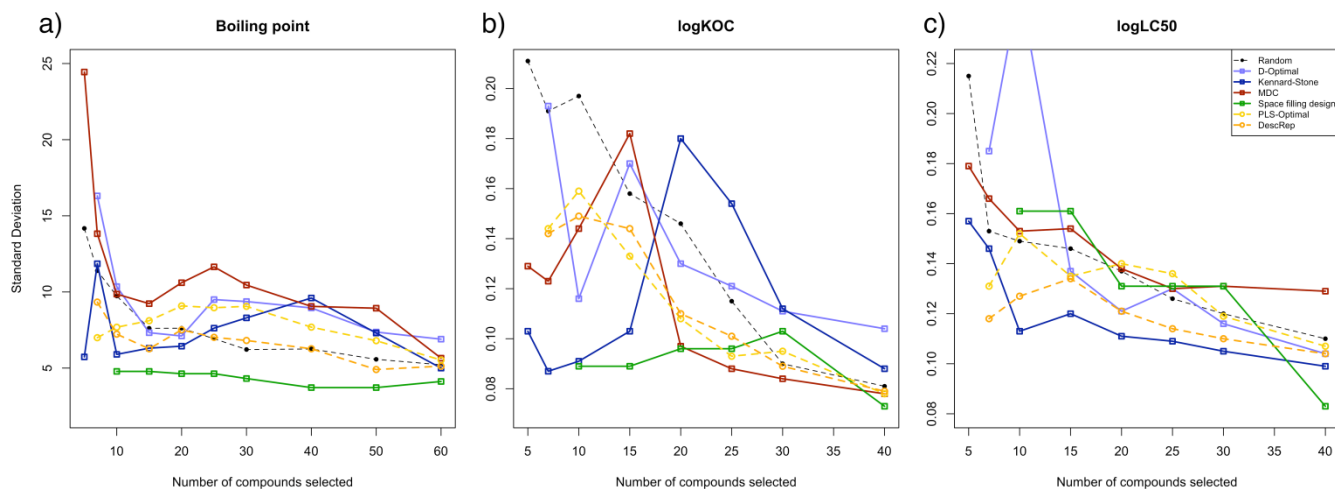 a)
Boiling point
Standard Deviation
25
20
15
10
5
10
20
30
40
50
60
Number of compounds selected
b)
logKOC
0.20
0.18
0.16
0.14
0.12
0.10
0.08
5
10
15
20
25
30
35
40
Number of compounds selected
c)
logLC50
0.22
0.20
0.18
0.16
0.14
0.12
0.10
0.08
5
10
15
20
25
30
35
40
Number of compounds selected
Random
D-Optimal
Kennard-Stone
MDC
Space filling design
PLS-Optimal
DescRep